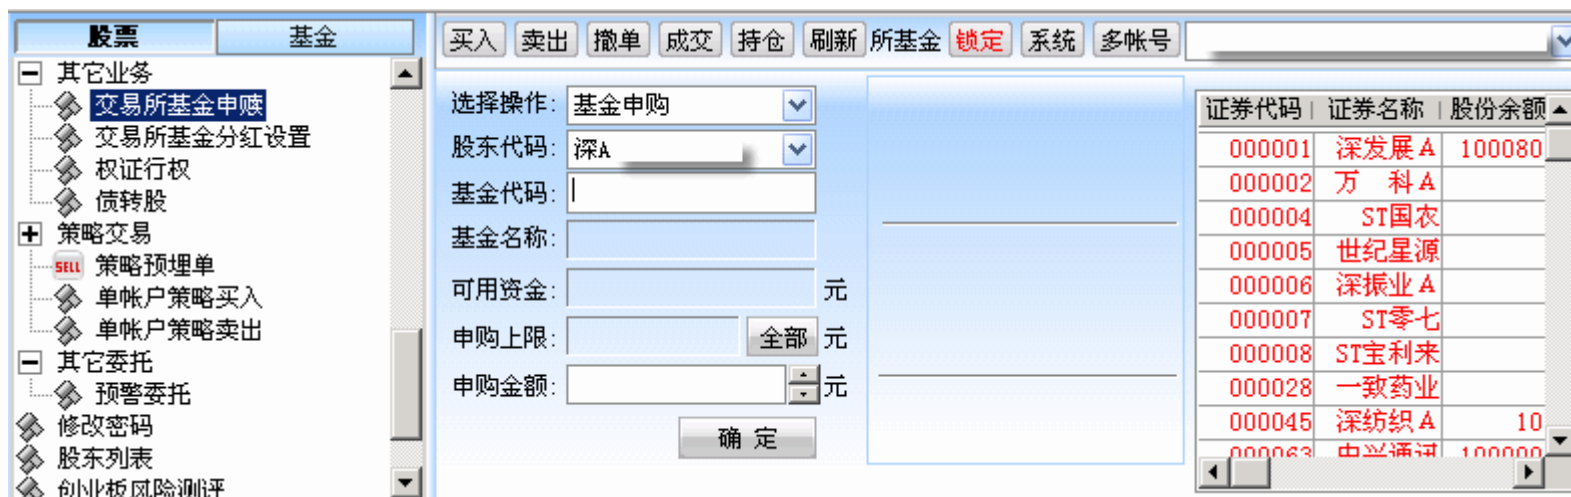 股票 基金
其它业务
交易所基金申赎
交易所基金分红设置
权证行权
债转股
策略交易
SELL 策略预埋单
单帐户策略买入
单帐户策略卖出
其它委托
预警委托
修改密码
股东列表
创业板风险测评
买入 卖出 撤单 成交 持仓 刷新 所基金 锁定 系统 多帐号
选择操作: 基金申购
股东代码: 深A
基金代码:
基金名称:
可用资金: 元
申购上限: 全部 元
申购金额: 元
确 定
证券代码 证券名称 股份余额
000001 深发展A 100080
000002 万 科A
000004 ST国农
000005 世纪星源
000006 深振业A
000007 ST零七
000008 ST宝利来
000028 一致药业
000045 深纺织A 10
000063 中兴通讯 100000